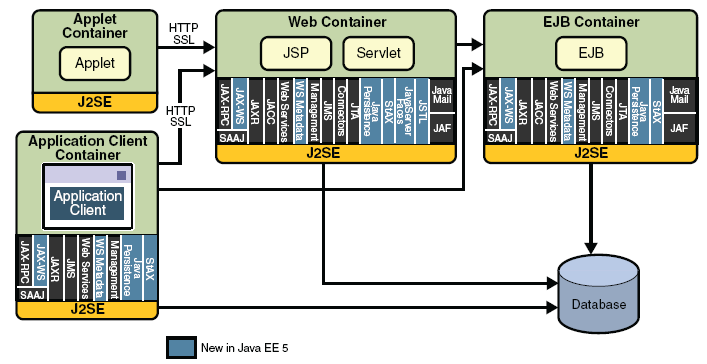 Applet
Container
Applet
J2SE
HTTP
SSL
Web Container
JSP
Servlet
JAX-RPC
JAX-WS
SAAJ
JAXR
JACC
Web Services
WS Metadata
Management
JMS
Connectors
JTA
Java
Persistence
StAX
JavaServer
Faces
JSTL
Java
Mail
JAF
J2SE
EJB Container
EJB
JAX-RPC
JAX-WS
SAAJ
JAXR
JACC
Web Services
WS Metadata
Management
JMS
Connectors
JTA
Java
Persistence
StAX
Java
Mail
JAF
J2SE
HTTP
SSL
Application Client
Container
Application
Client
JAX-RPC
JAX-WS
SAAJ
JAXR
JMS
Web Services
WS Metadata
Management
Java
Persistence
StAX
J2SE
Database
New in Java EE 5